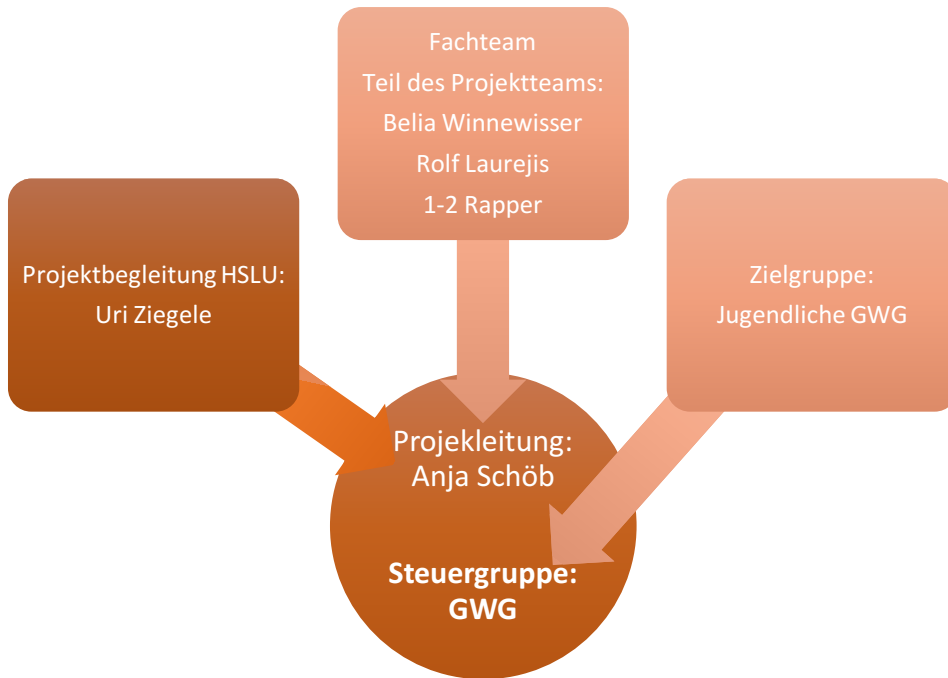 Fachteam
Teil des Projektteams:
Belia Winnewisser
Rolf Laurejis
1-2 Rapper
Projektbegleitung HSLU:
Uri Ziegele
Zielgruppe:
Jugendliche GWG
Projekleitung:
Anja Schöb
Steuergruppe:
GWG